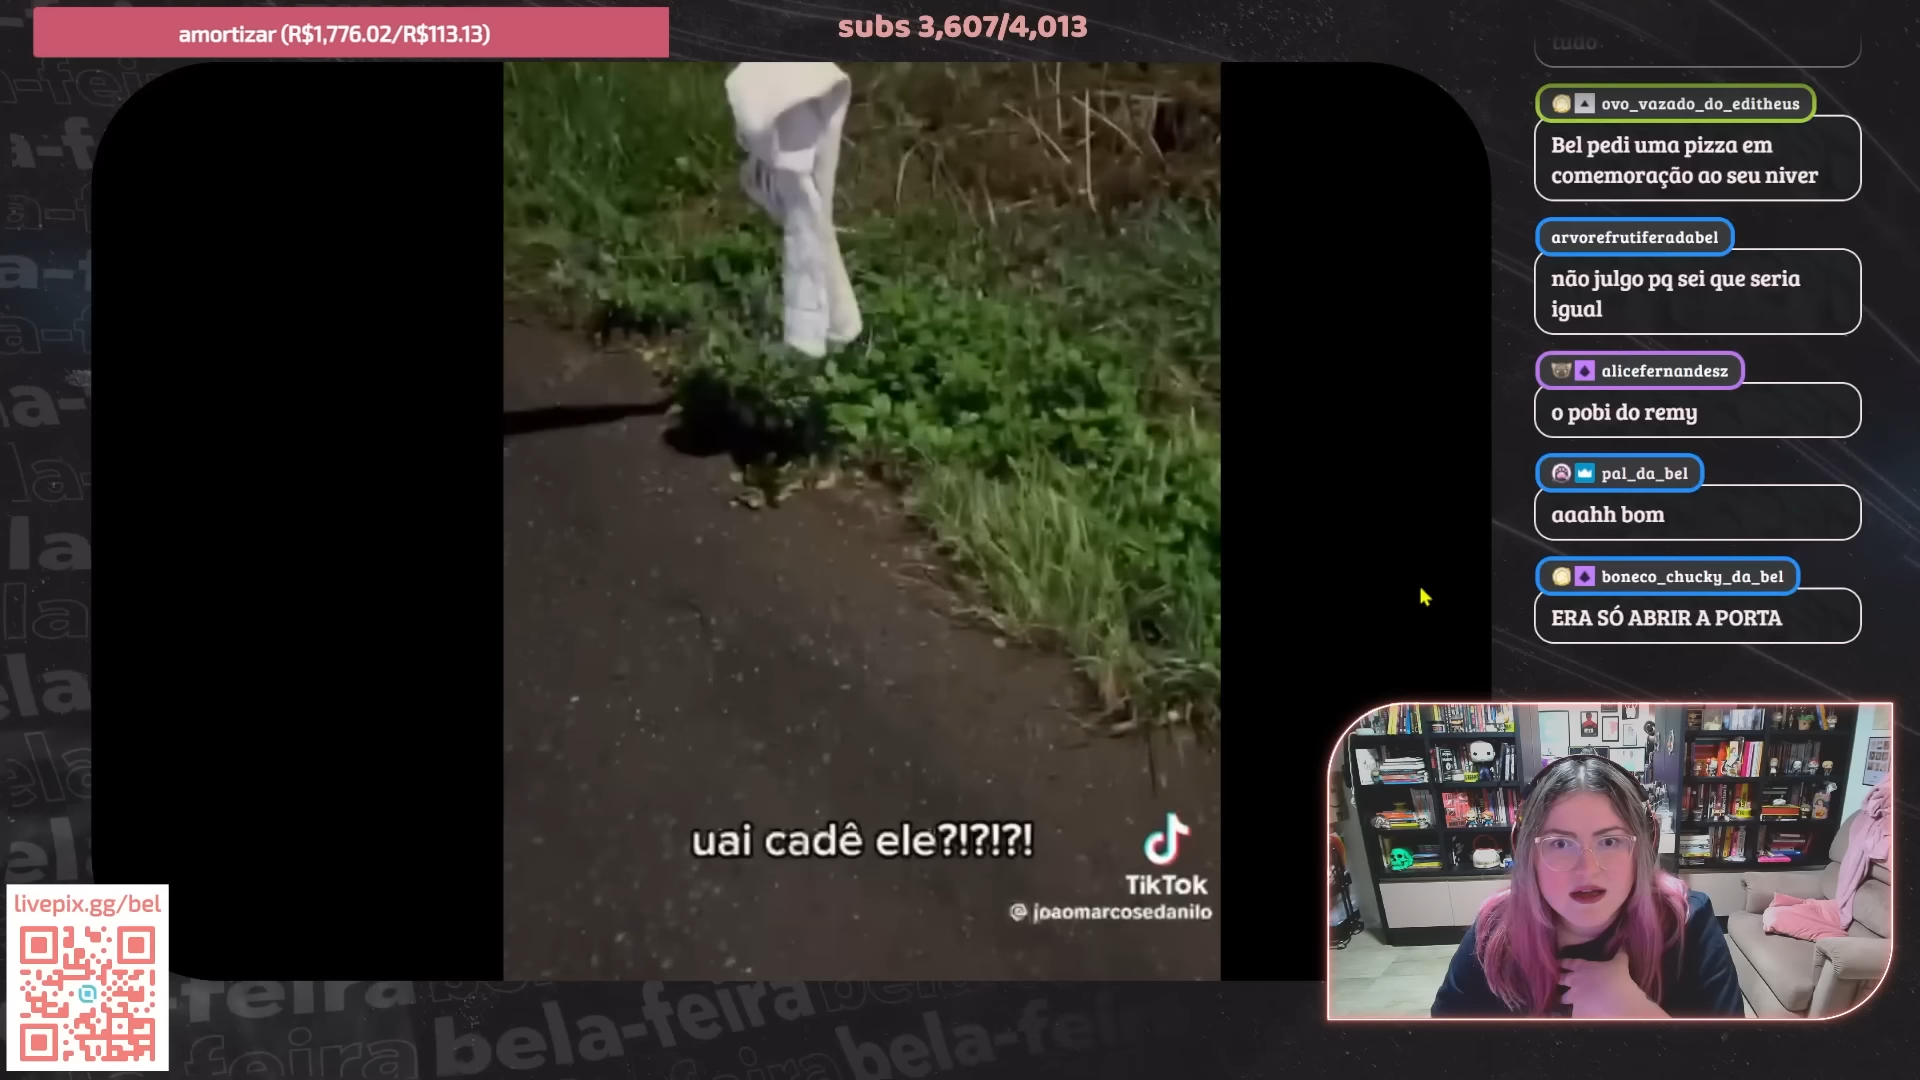 amortizar (R$1,776.02/R$113.13)
subs 3,607/4,013
tudo
ovo_vazado_do_editheus
Bel pedi uma pizza em
comemoração ao seu niver
arvorefrutiferadabel
não julgo pq sei que seria
igual
alicefernandesz
o pobi do remy
pal_da_bel
aaahh bom
boneco_chucky_da_bel
ERA SÓ ABRIR A PORTA
uai cadê ele?!?!?!
TikTok
@ joaomarcosedanilo
livepix.gg/bel
bela-feira